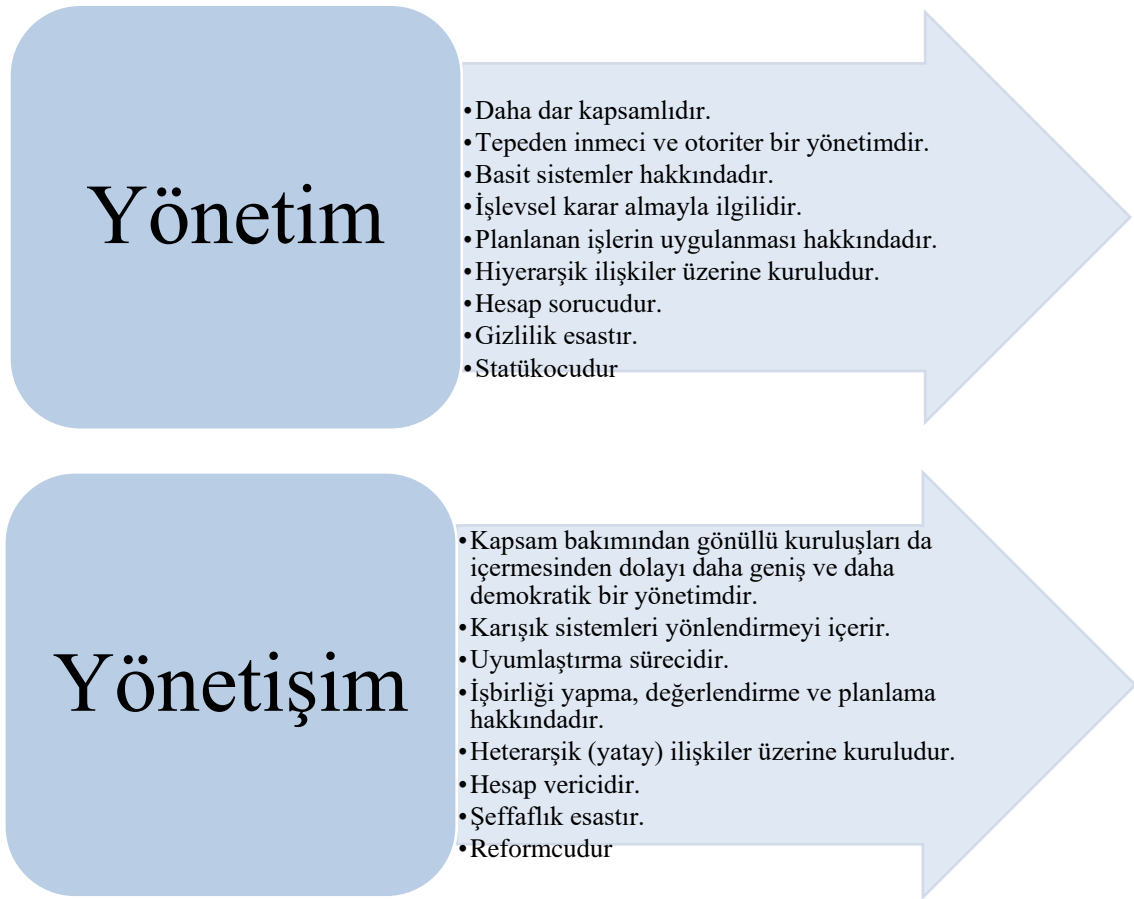 Yönetim
•Daha dar kapsamlıdır.
•Tepeden inmeci ve otoriter bir yönetimdir.
•Basit sistemler hakkındadır.
•İşlevsel karar almayla ilgilidir.
•Planlanan işlerin uygulanması hakkındadır.
•Hiyerarşik ilişkiler üzerine kuruludur.
•Hesap sorucudur.
•Gizlilik esastır.
•Statükocudur
Yönetişim
•Kapsam bakımından gönüllü kuruluşları da
içermesinden dolayı daha geniş ve daha
demokratik bir yönetimdir.
•Karışık sistemleri yönlendirmeyi içerir.
•Uyumlaştırma sürecidir.
•İşbirliği yapma, değerlendirme ve planlama
hakkındadır.
•Heterarşik (yatay) ilişkiler üzerine kuruludur.
•Hesap vericidir.
•Şeffaflık esastır.
•Reformcudur